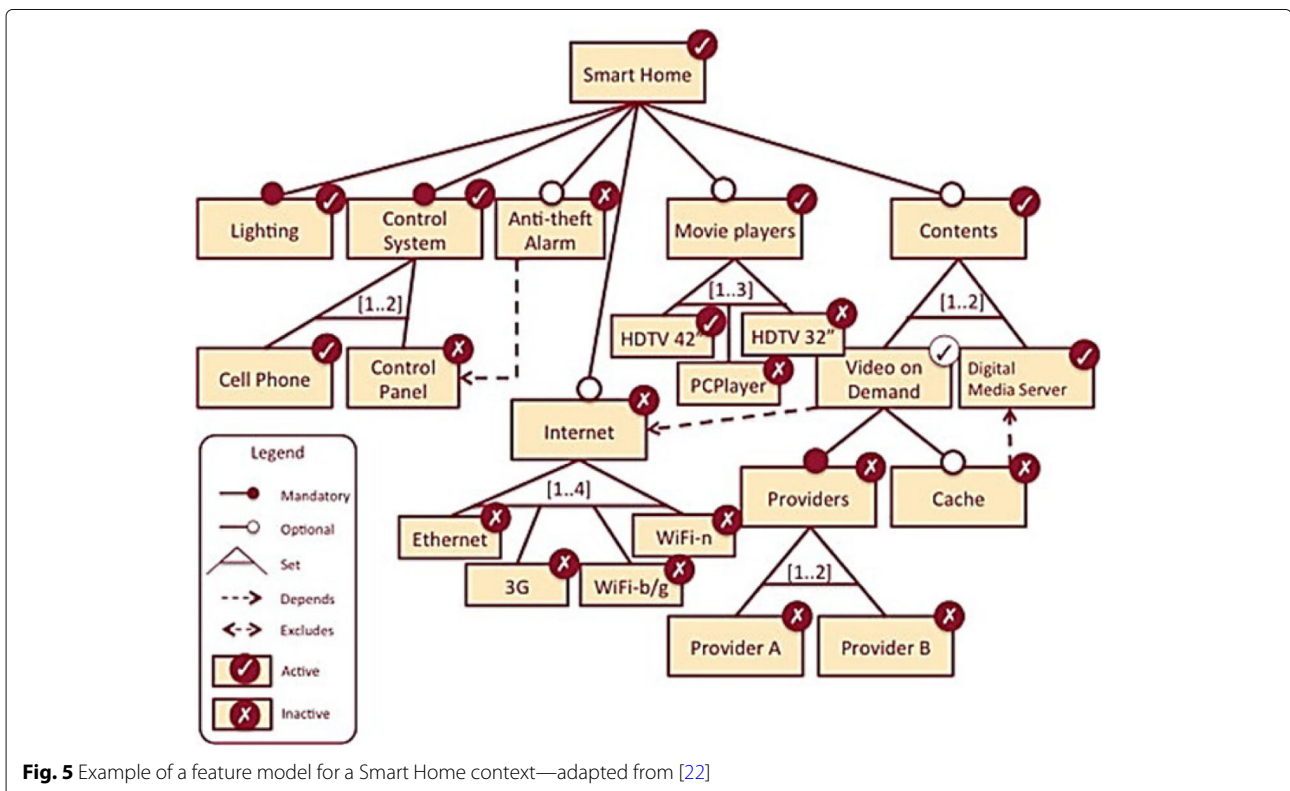 Smart Home
Lighting
Control
System
Anti-theft
Alarm
Movie players
Contents
[1..2]
[1..3]
[1..2]
HDTV 42”
HDTV 32”
PCPlayer
Cell Phone
Control
Panel
Video on
Demand
Digital
Media Server
Internet
[1..4]
Ethernet
3G
WiFi-b/g
WiFi-n
Providers
Cache
[1..2]
Provider A
Provider B
Legend
Mandatory
Optional
Set
Depends
Excludes
Active
Inactive
Fig. 5 Example of a feature model for a Smart Home context—adapted from [22]